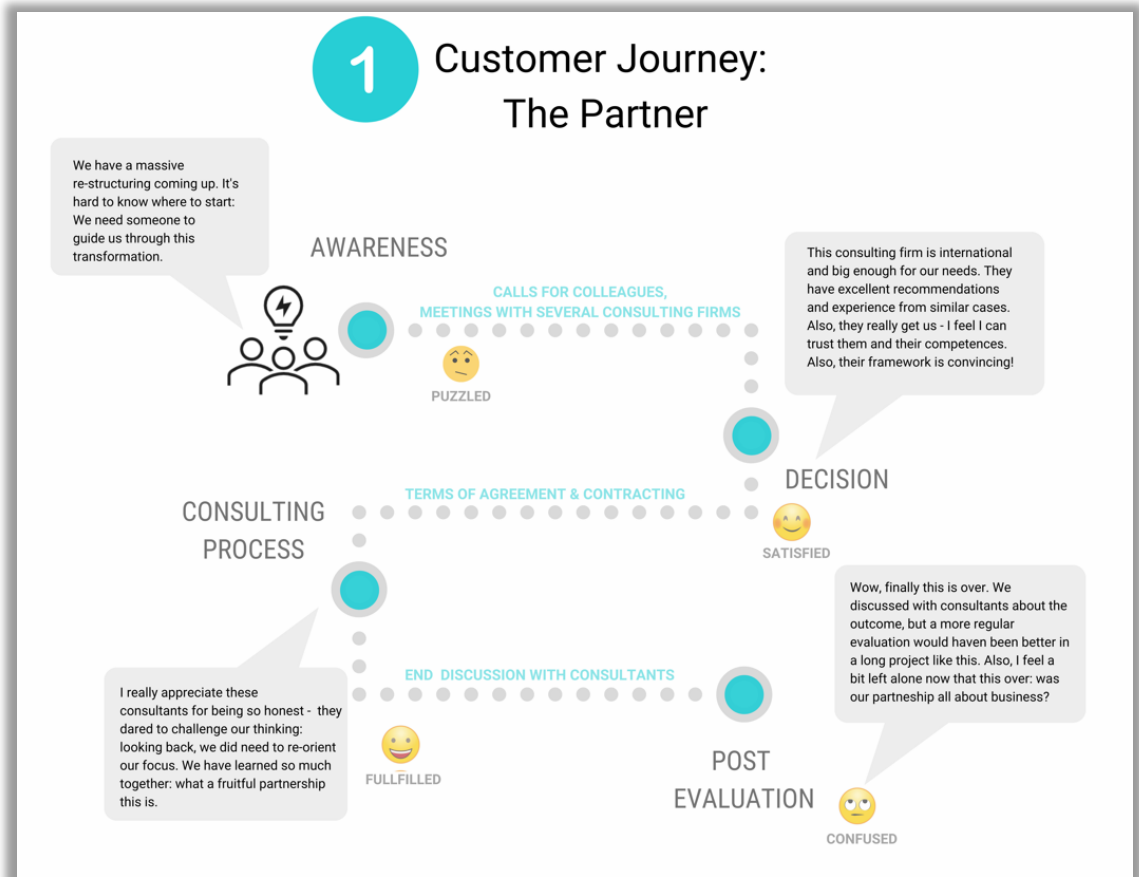 1
Customer Journey:
The Partner
We have a massive
re-structuring coming up. It's
hard to know where to start:
We need someone to
guide us through this
transformation.
AWARENESS
CALLS FOR COLLEAGUES,
MEETINGS WITH SEVERAL CONSULTING FIRMS
PUZZLED
This consulting firm is international
and big enough for our needs. They
have excellent recommendations
and experience from similar cases.
Also, they really get us - I feel I can
trust them and their competences.
Also, their framework is convincing!
DECISION
SATISFIED
TERMS OF AGREEMENT & CONTRACTING
CONSULTING
PROCESS
I really appreciate these
consultants for being so honest - they
dared to challenge our thinking:
looking back, we did need to re-orient
our focus. We have learned so much
together: what a fruitful partnership
this is.
FULLFILLED
END DISCUSSION WITH CONSULTANTS
Wow, finally this is over. We
discussed with consultants about the
outcome, but a more regular
evaluation would haven been better in
a long project like this. Also, I feel a
bit left alone now that this over: was
our partneship all about business?
POST
EVALUATION
CONFUSED